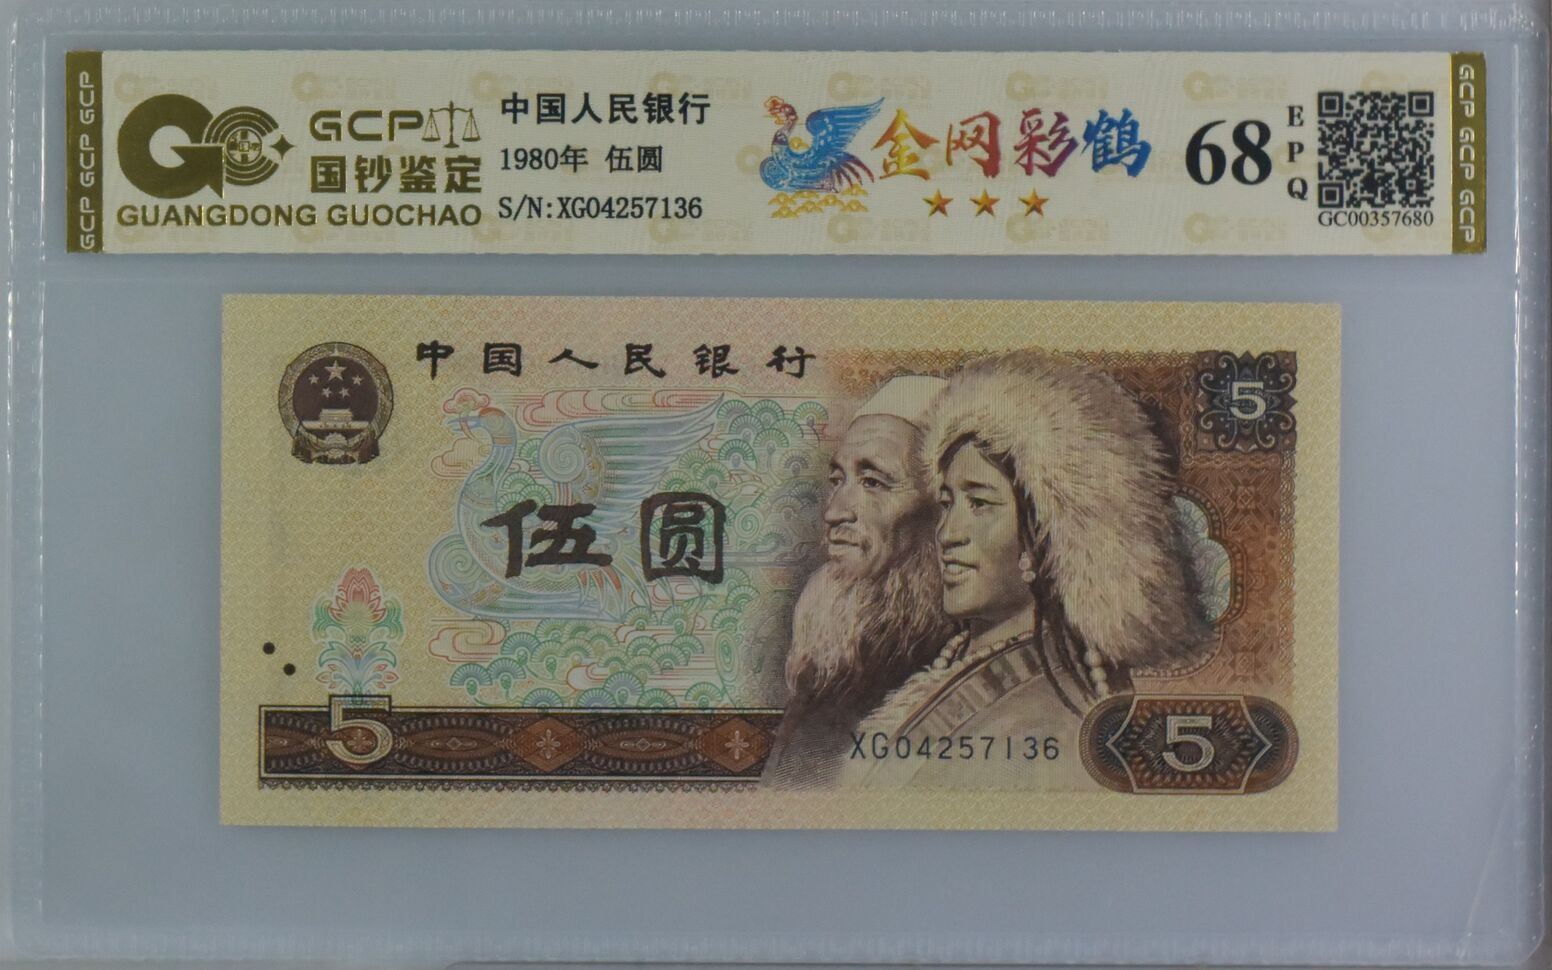 GCP GCP GCP
GCP
国钞鉴定
GUANGDONG GUOCHAO
中国人民银行
1980年 伍圆
S/N:XG04257136
金网彩鹤
68
EPQ
GC00357680
GCP GCP GCP
中国人民银行
5
伍圆
5
XG04257136
5